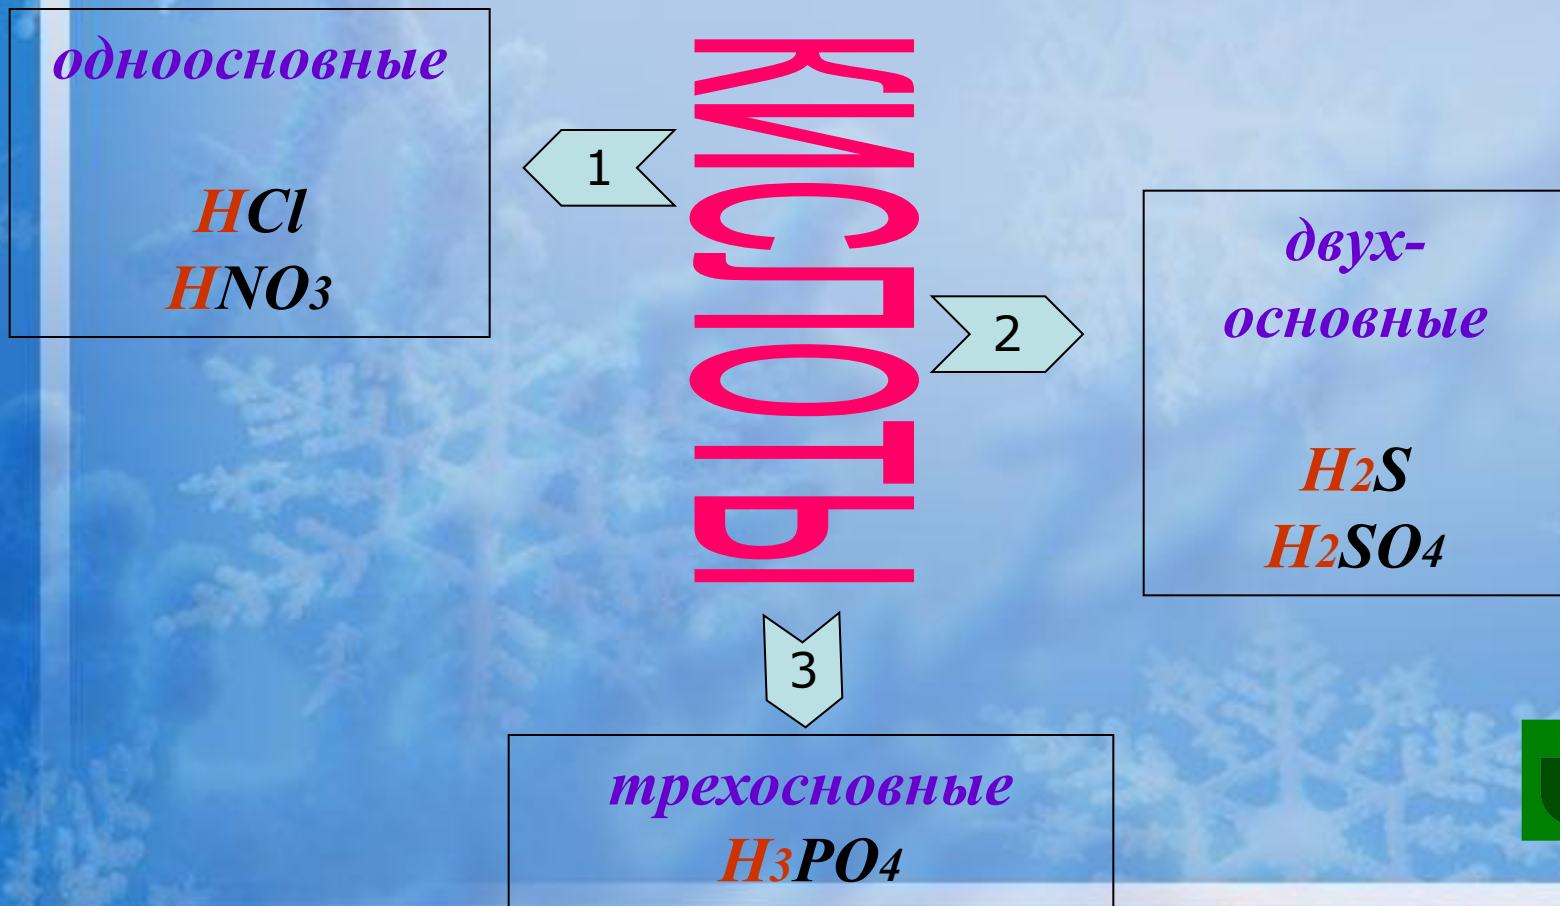 одноосновные
HCl
HNO3
1
КИСЛОТЫ
2
двух-
основные
H2S
H2SO4
3
трехосновные
H3PO4